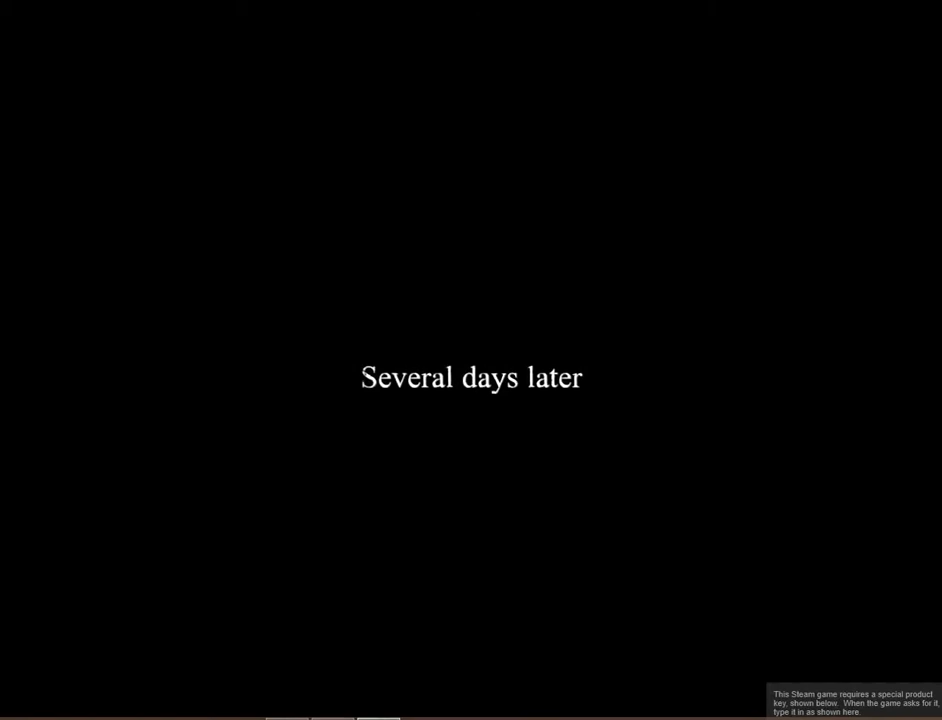 Several days later
This Steam game requires a special product
key, shown below. When the game asks for it,
type it in as shown here.